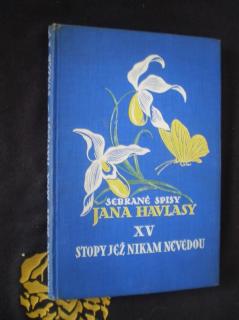 SEBRANÉ SPISY
JANA HAVLASY
XV
STOPY JEŽ NIKAM NEVEDOU